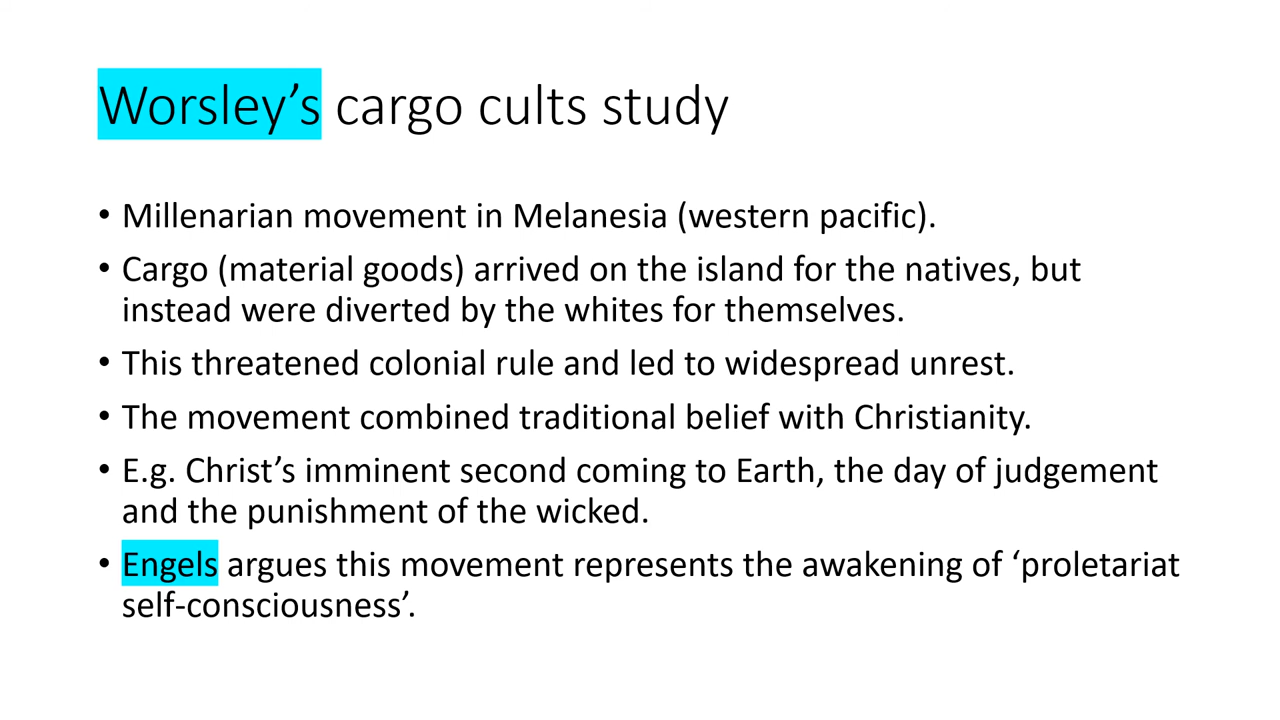 Worsley’s cargo cults study
• Millenarian movement in Melanesia (western pacific).
• Cargo (material goods) arrived on the island for the natives, but
instead were diverted by the whites for themselves.
• This threatened colonial rule and led to widespread unrest.
• The movement combined traditional belief with Christianity.
• E.g. Christ’s imminent second coming to Earth, the day of judgement
and the punishment of the wicked.
• Engels argues this movement represents the awakening of ‘proletariat
self-consciousness’.